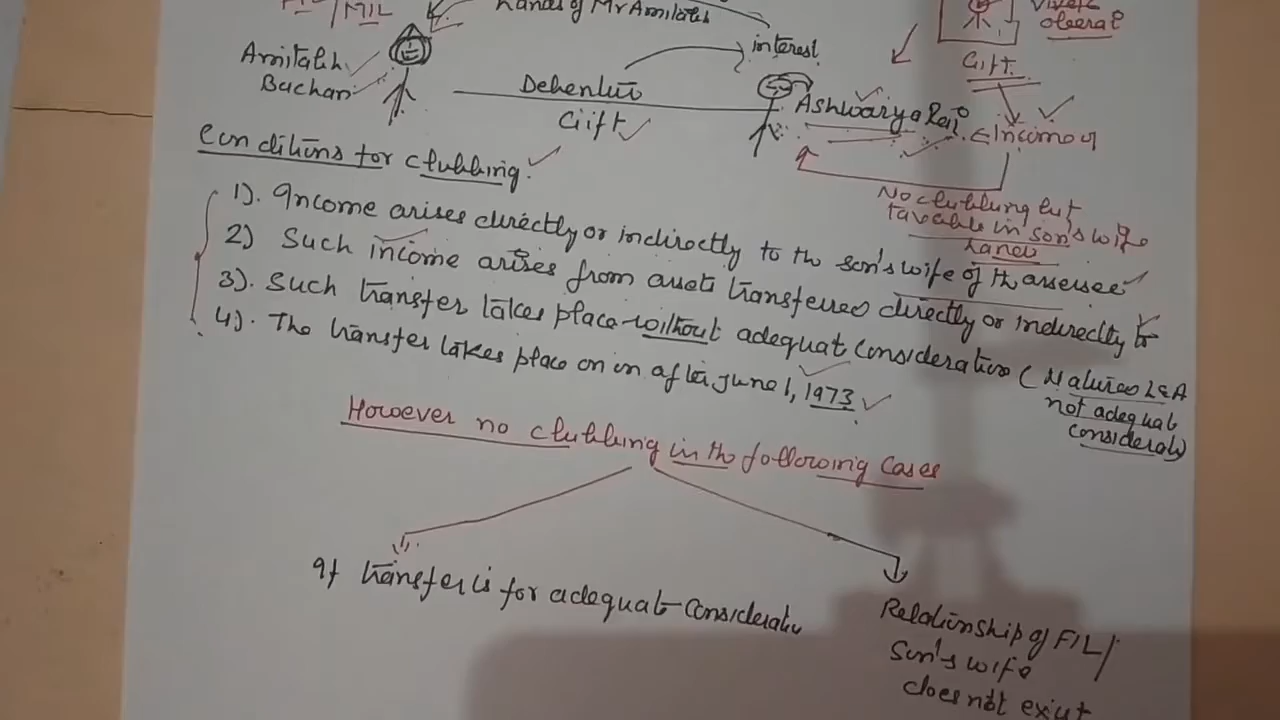 / MIL
hands of Mr Amitabh
Amitabh
Bachan
interest
Debenture
Gift
Ashwarya Rai
Gift
Income of
No clubbing but
taxable in son's wife
hands
Conditions for clubbing
1). Income arises directly or indirectly to the son's wife of the assessee
2) Such income arises from assets transferred directly or indirectly to
3). Such transfer takes place without adequate consideration (Natural L&A
not adequate
consideration)
4). The transfer takes place on or after June 1, 1973
However no clubbing in the following cases
If transfer is for adequate consideration
Relationship of FIL/
Son's wife
does not exist